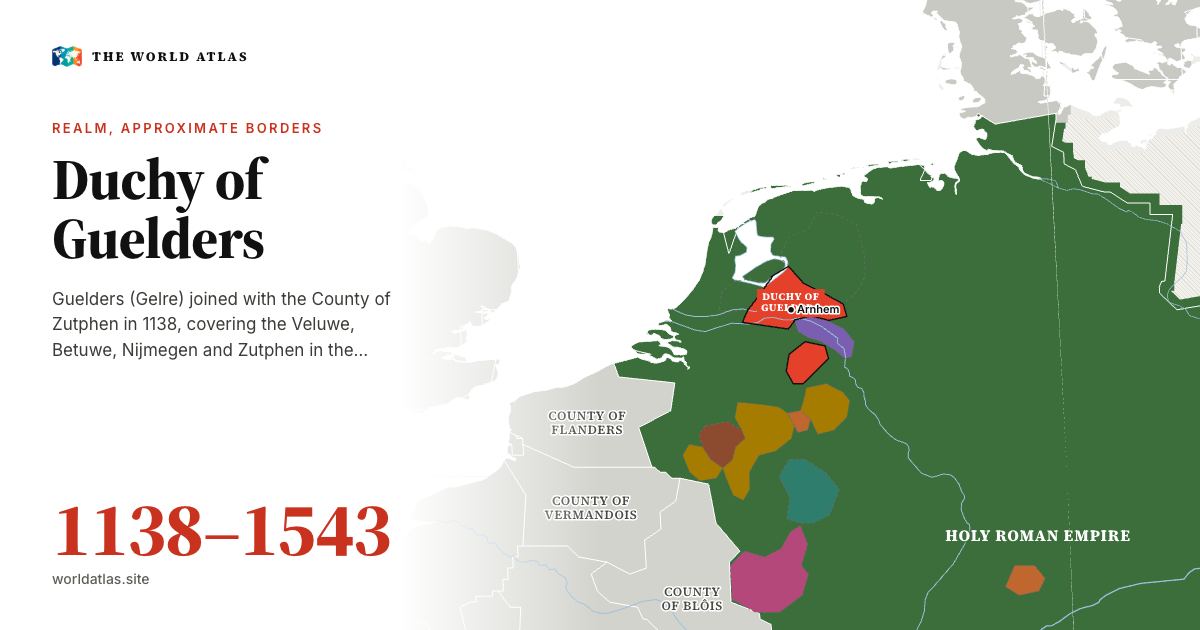 THE WORLD ATLAS
REALM, APPROXIMATE BORDERS
Duchy of
Guelders
Guelders (Gelre) joined with the County of
Zutphen in 1138, covering the Veluwe,
Betuwe, Nijmegen and Zutphen in the...
1138–1543
worldatlas.site
DUCHY OF
Arnhem
COUNTY OF
FLANDERS
COUNTY OF
VERMANDOIS
HOLY ROMAN EMPIRE
COUNTY
OF BLÔIS